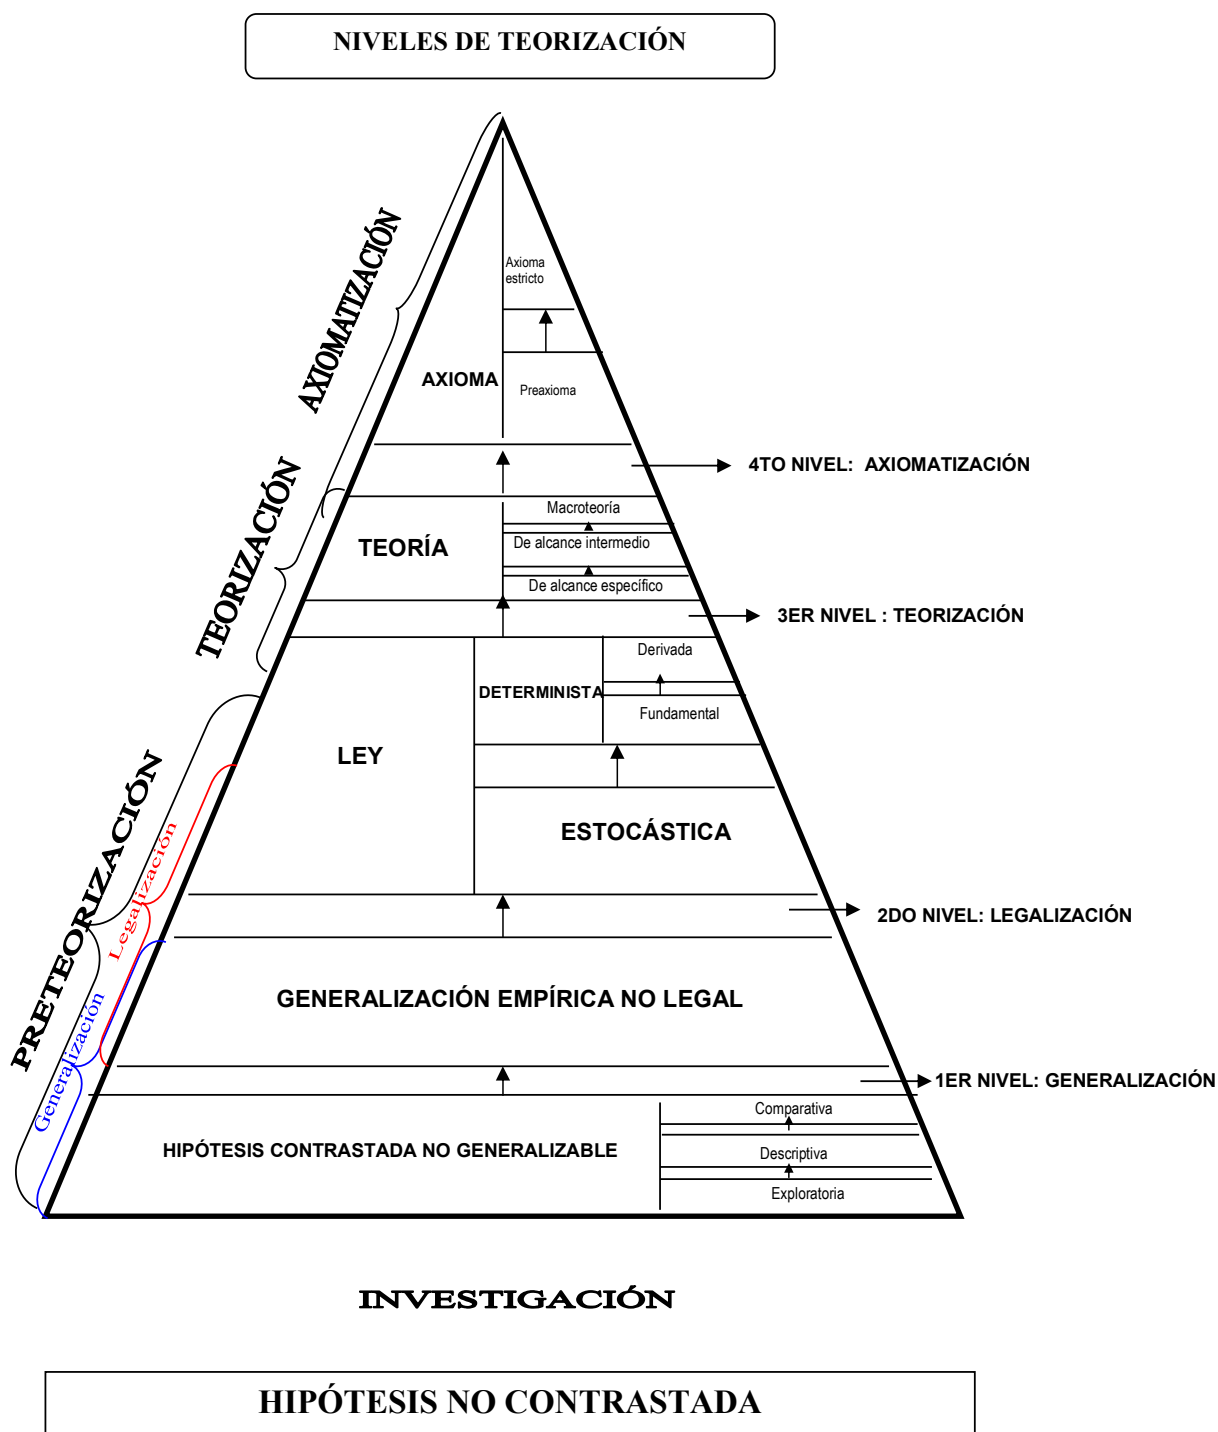 NIVELES DE TEORIZACIÓN
AXIOMATIZACIÓN
Axioma
estricto
AXIOMA
Preaxioma
4TO NIVEL: AXIOMATIZACIÓN
TEORIZACIÓN
Macroteoría
TEORÍA
De alcance intermedio
De alcance específico
3ER NIVEL : TEORIZACIÓN
Derivada
DETERMINISTA
Fundamental
LEY
ESTOCÁSTICA
PRETEORIZACIÓN
Legalización
2DO NIVEL: LEGALIZACIÓN
GENERALIZACIÓN EMPÍRICA NO LEGAL
Generalización
1ER NIVEL: GENERALIZACIÓN
Comparativa
HIPÓTESIS CONTRASTADA NO GENERALIZABLE
Descriptiva
Exploratoria
INVESTIGACIÓN
HIPÓTESIS NO CONTRASTADA